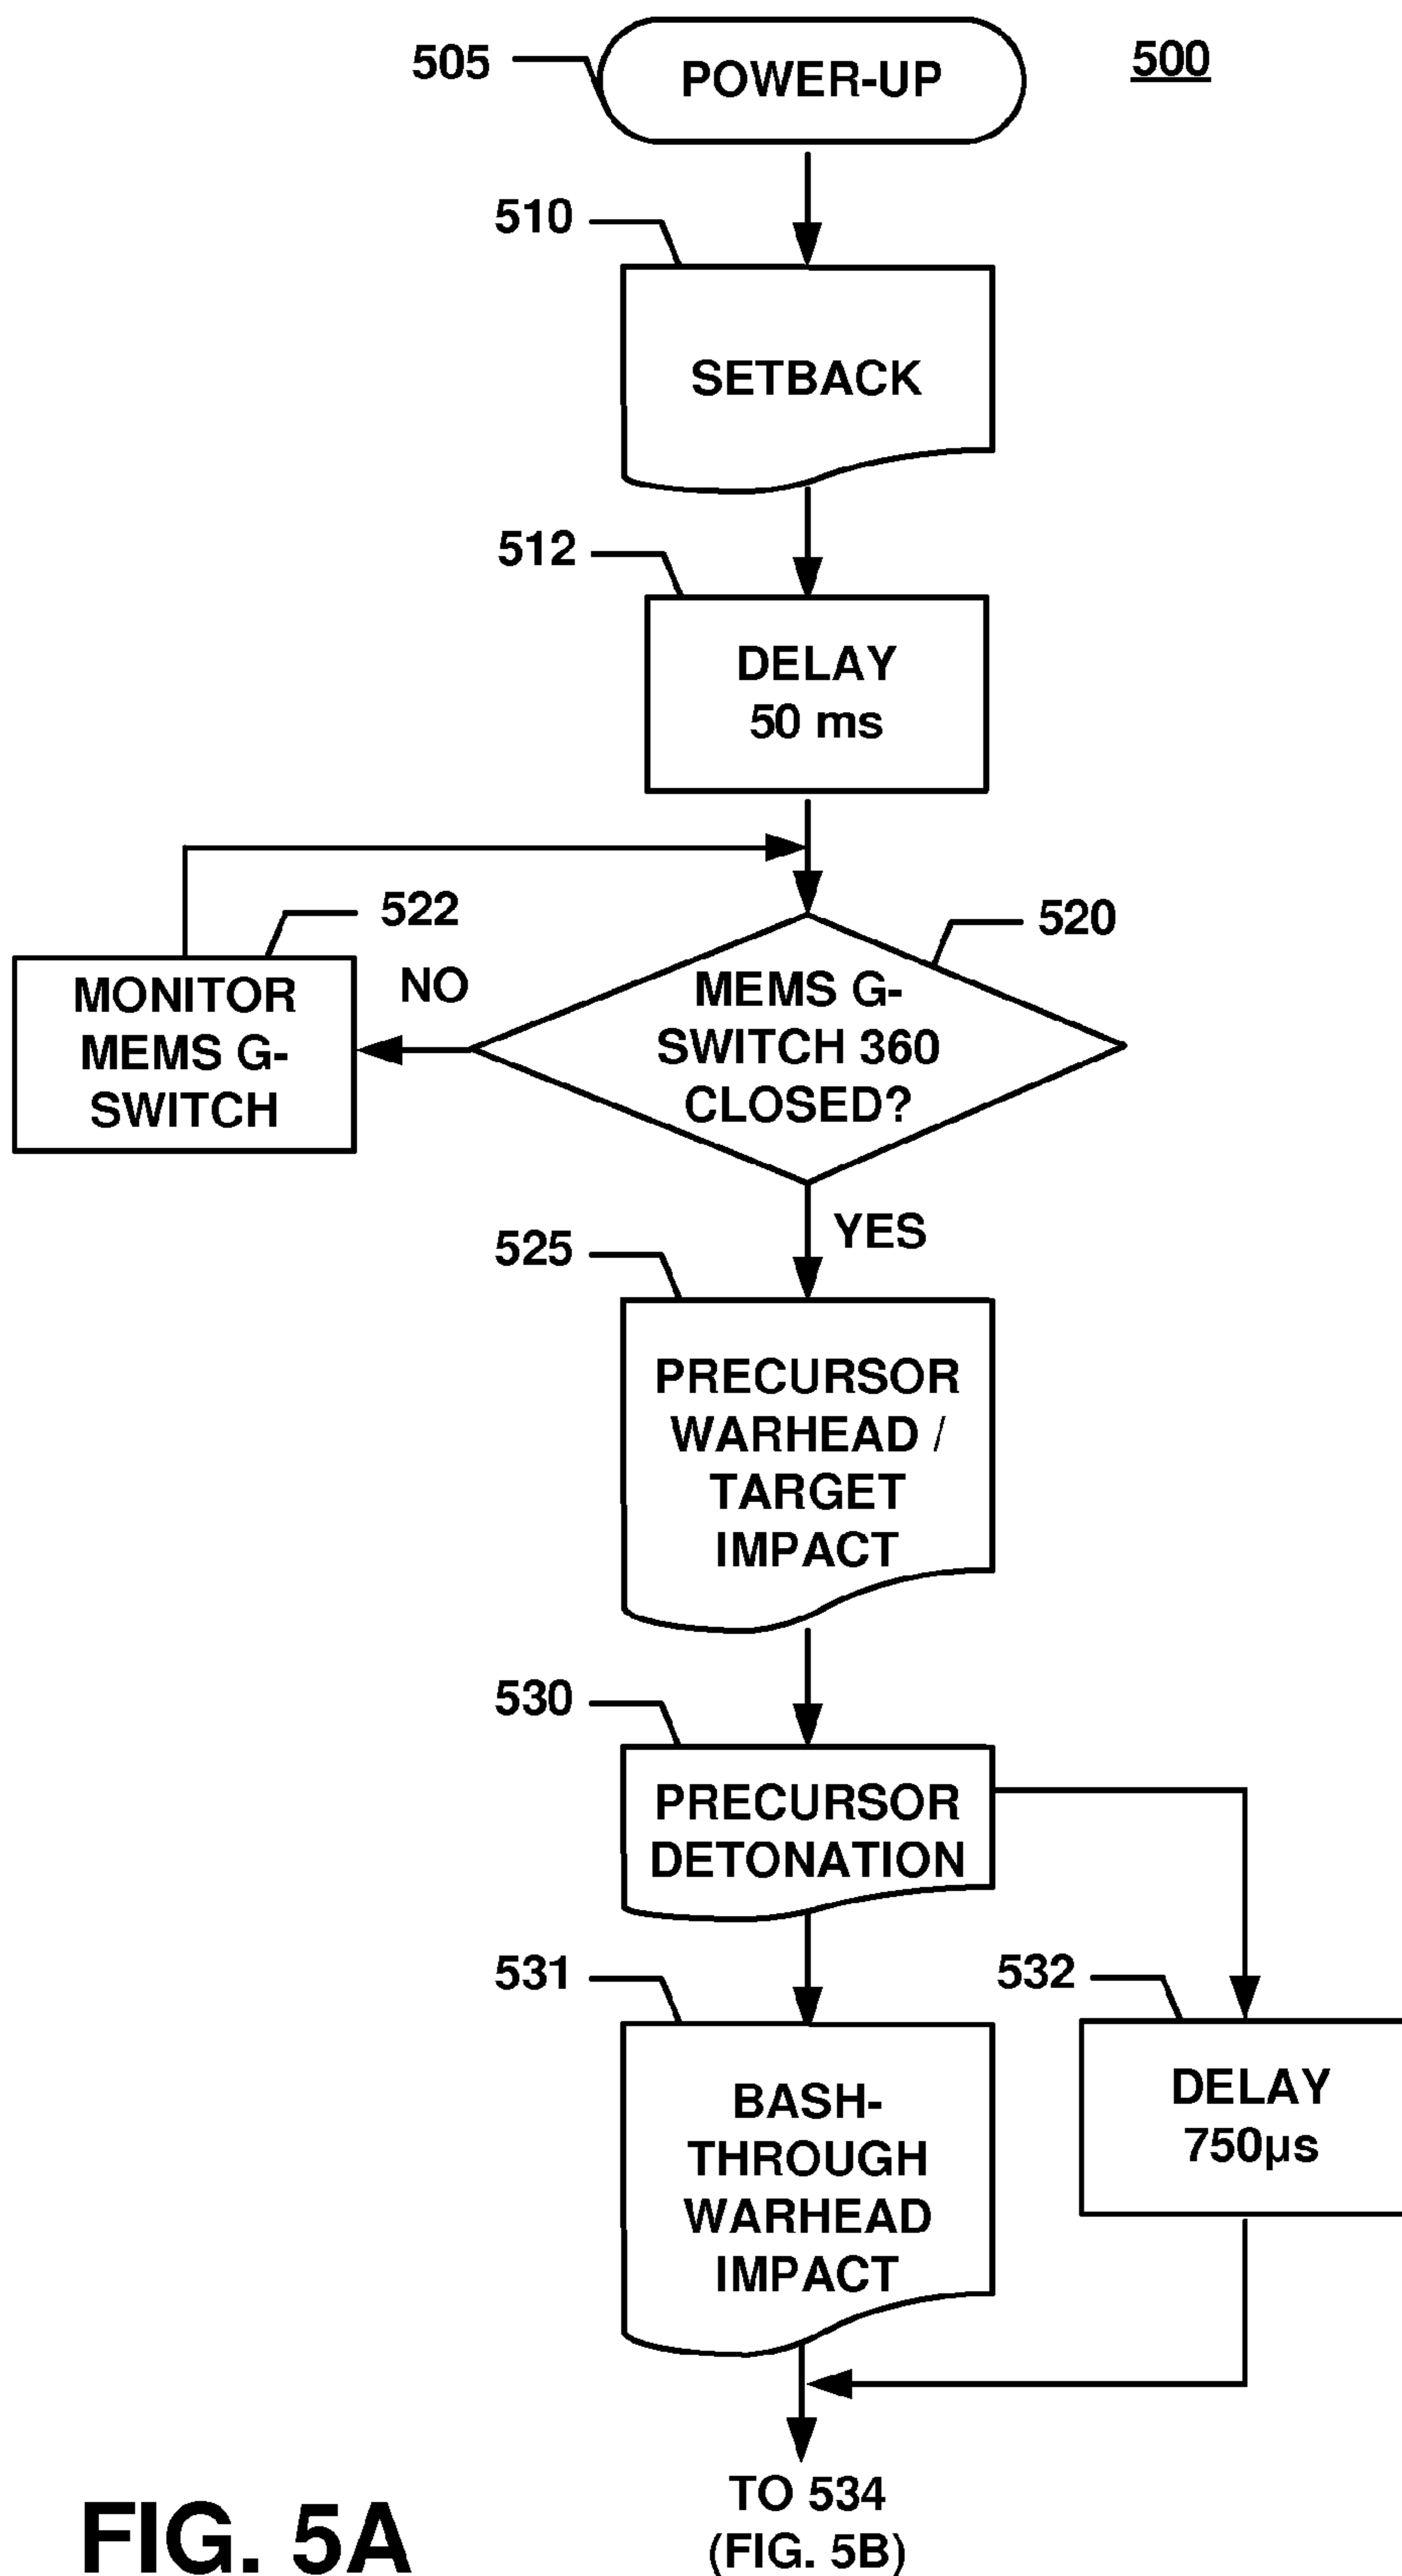 505
POWER-UP
500
510
SETBACK
512
DELAY
50 ms
522
520
MONITOR
MEMS G-
SWITCH
NO
MEMS G-
SWITCH 360
CLOSED?
YES
525
PRECURSOR
WARHEAD /
TARGET
IMPACT
530
PRECURSOR
DETONATION
531
532
BASH-
THROUGH
WARHEAD
IMPACT
DELAY
750µs
TO 534
(FIG. 5B)
FIG. 5A